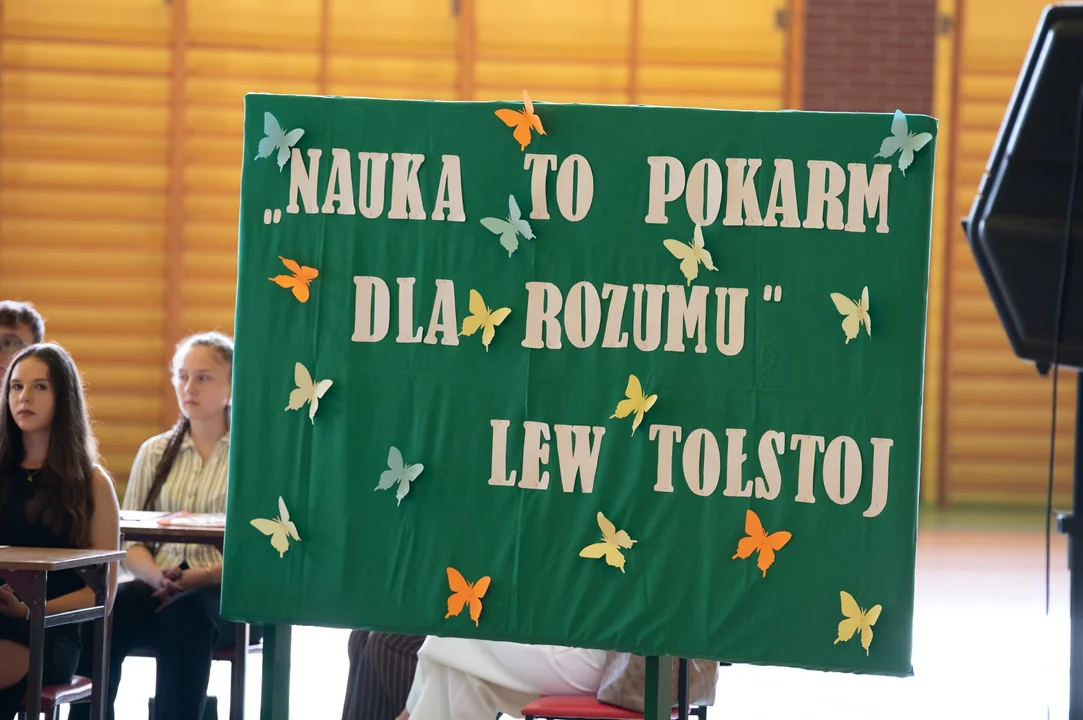 „NAUKA TO POKARM
DLA ROZUMU"
LEW TOŁSTOJ